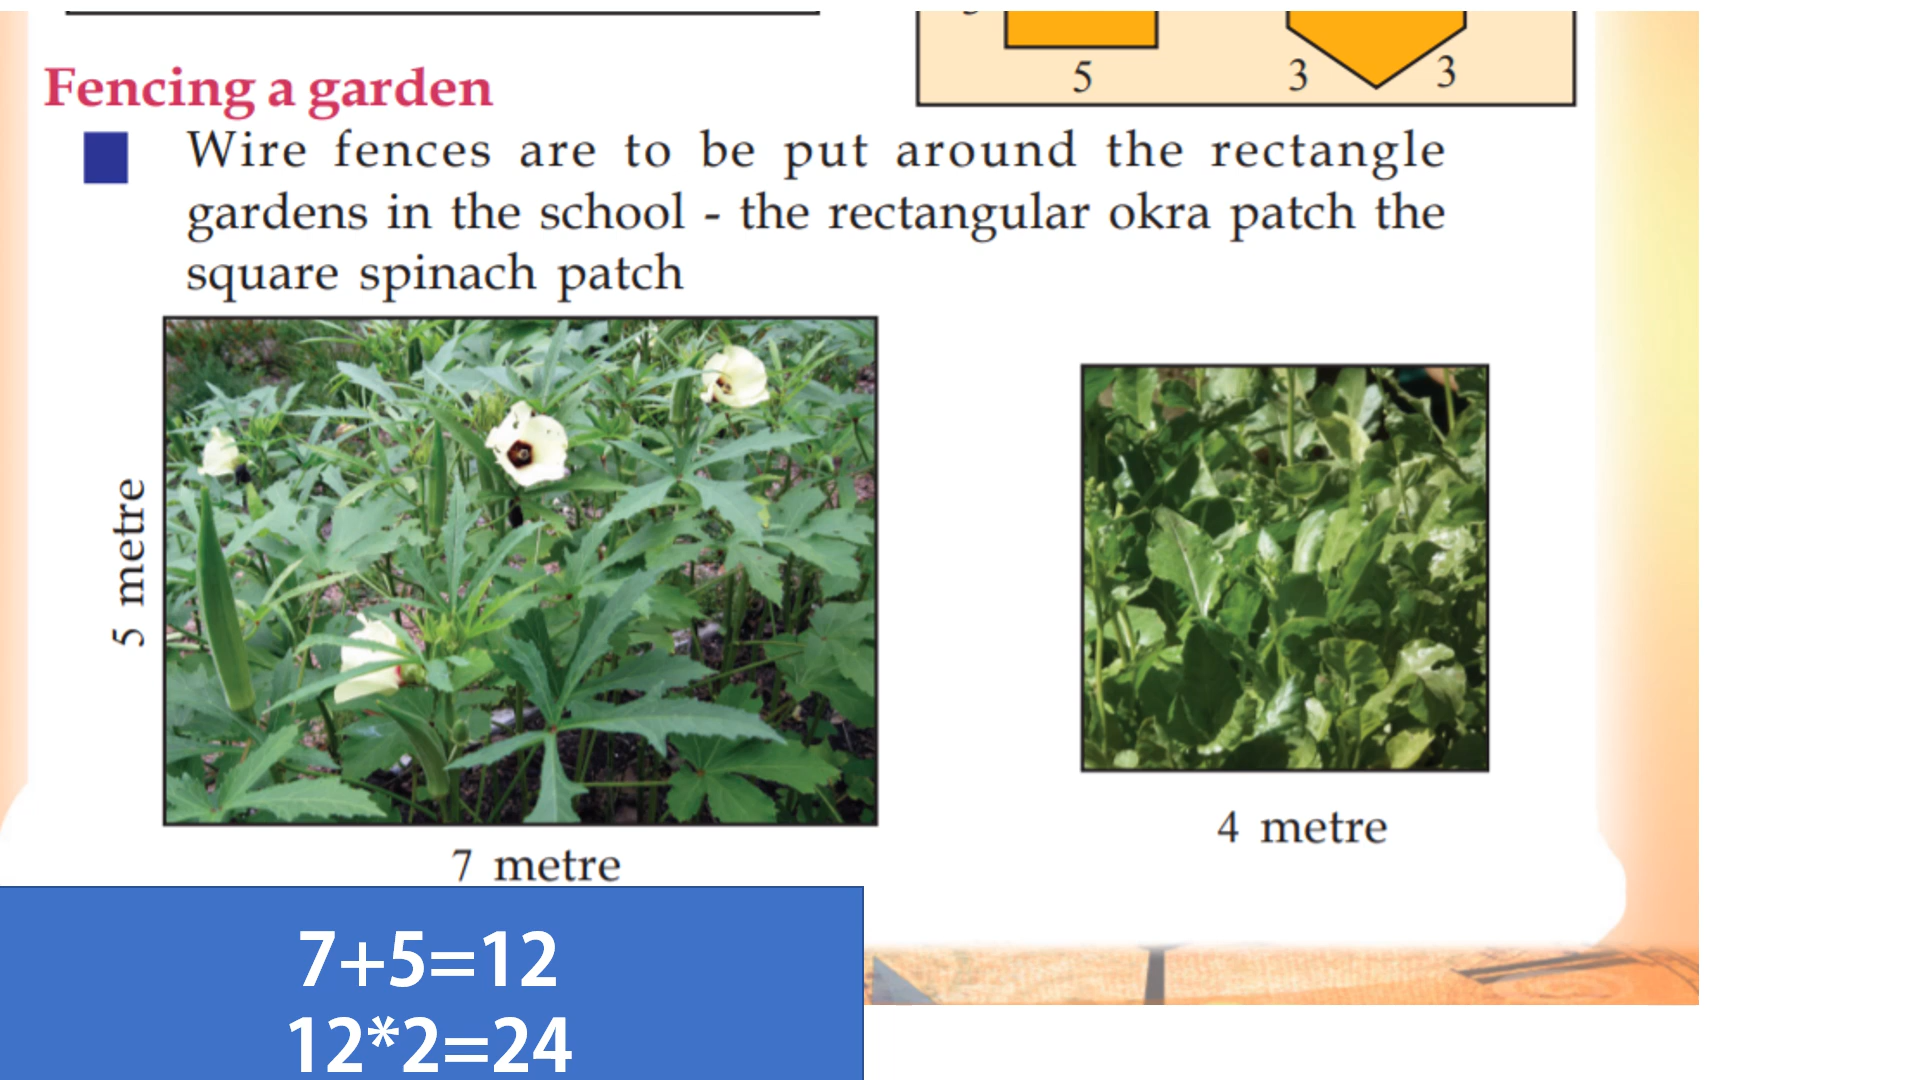 5
3
3
Fencing a garden
Wire fences are to be put around the rectangle
gardens in the school - the rectangular okra patch the
square spinach patch
5 metre
7 metre
4 metre
7+5=12
12*2=24